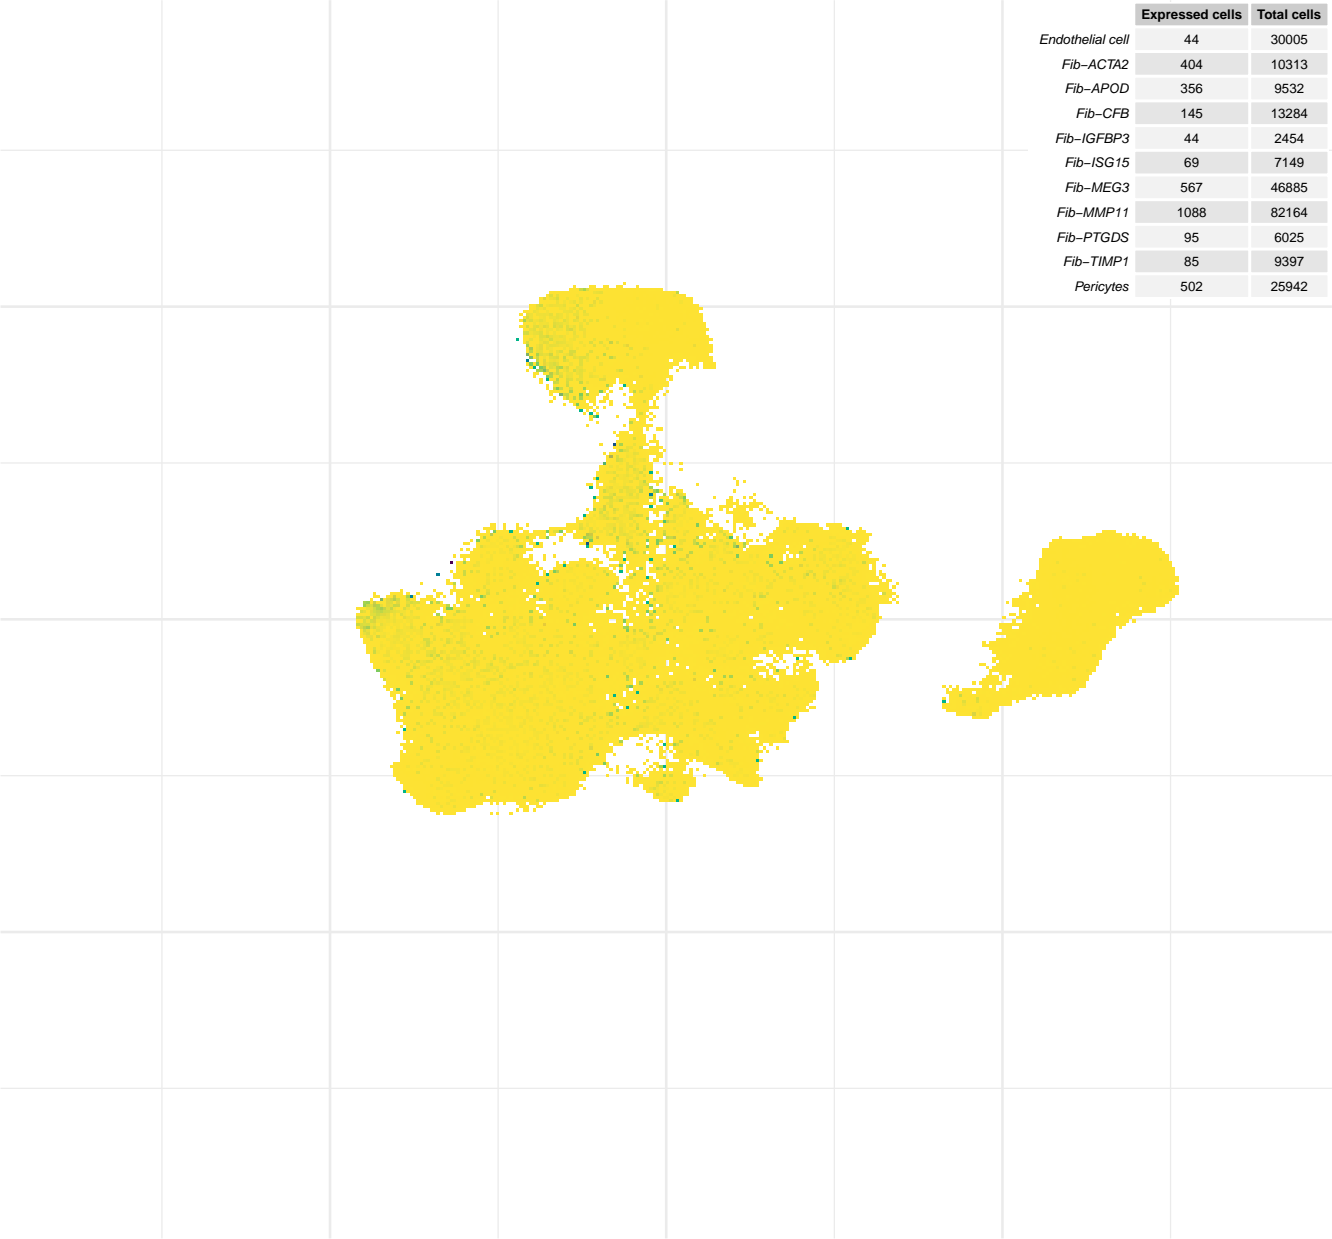 Expressed cells Total cells
Endothelial cell 44 30005
Fib−ACTA2 404 10313
Fib−APOD 356 9532
Fib−CFB 145 13284
Fib−IGFBP3 44 2454
Fib−ISG15 69 7149
Fib−MEG3 567 46885
Fib−MMP11 1088 82164
Fib−PTGDS 95 6025
Fib−TIMP1 85 9397
Pericytes 502 25942